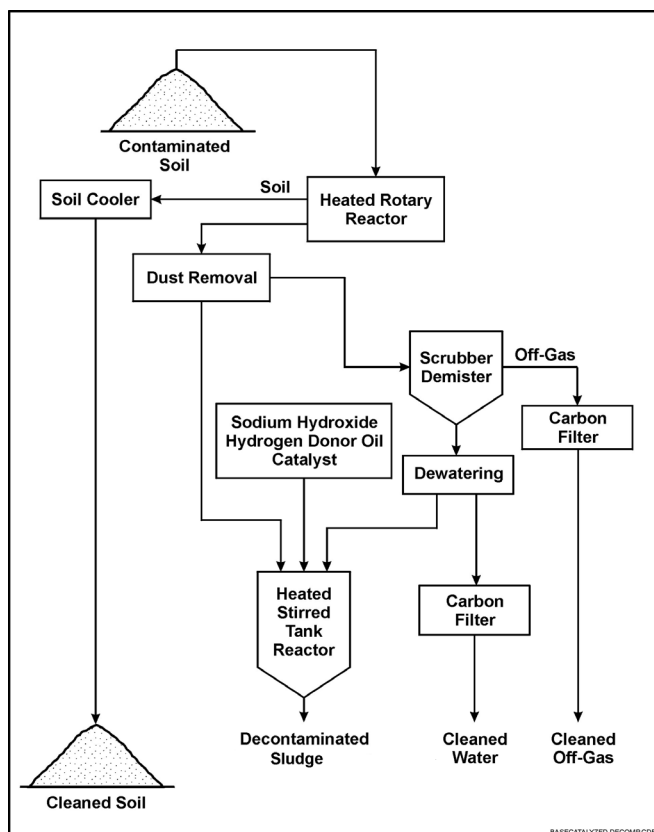 Contaminated
Soil
Soil
Soil Cooler
Heated Rotary
Reactor
Dust Removal
Scrubber
Demister
Off-Gas
Sodium Hydroxide
Hydrogen Donor Oil
Catalyst
Carbon
Filter
Dewatering
Heated
Stirred
Tank
Reactor
Carbon
Filter
Decontaminated
Sludge
Cleaned
Water
Cleaned
Off-Gas
Cleaned Soil